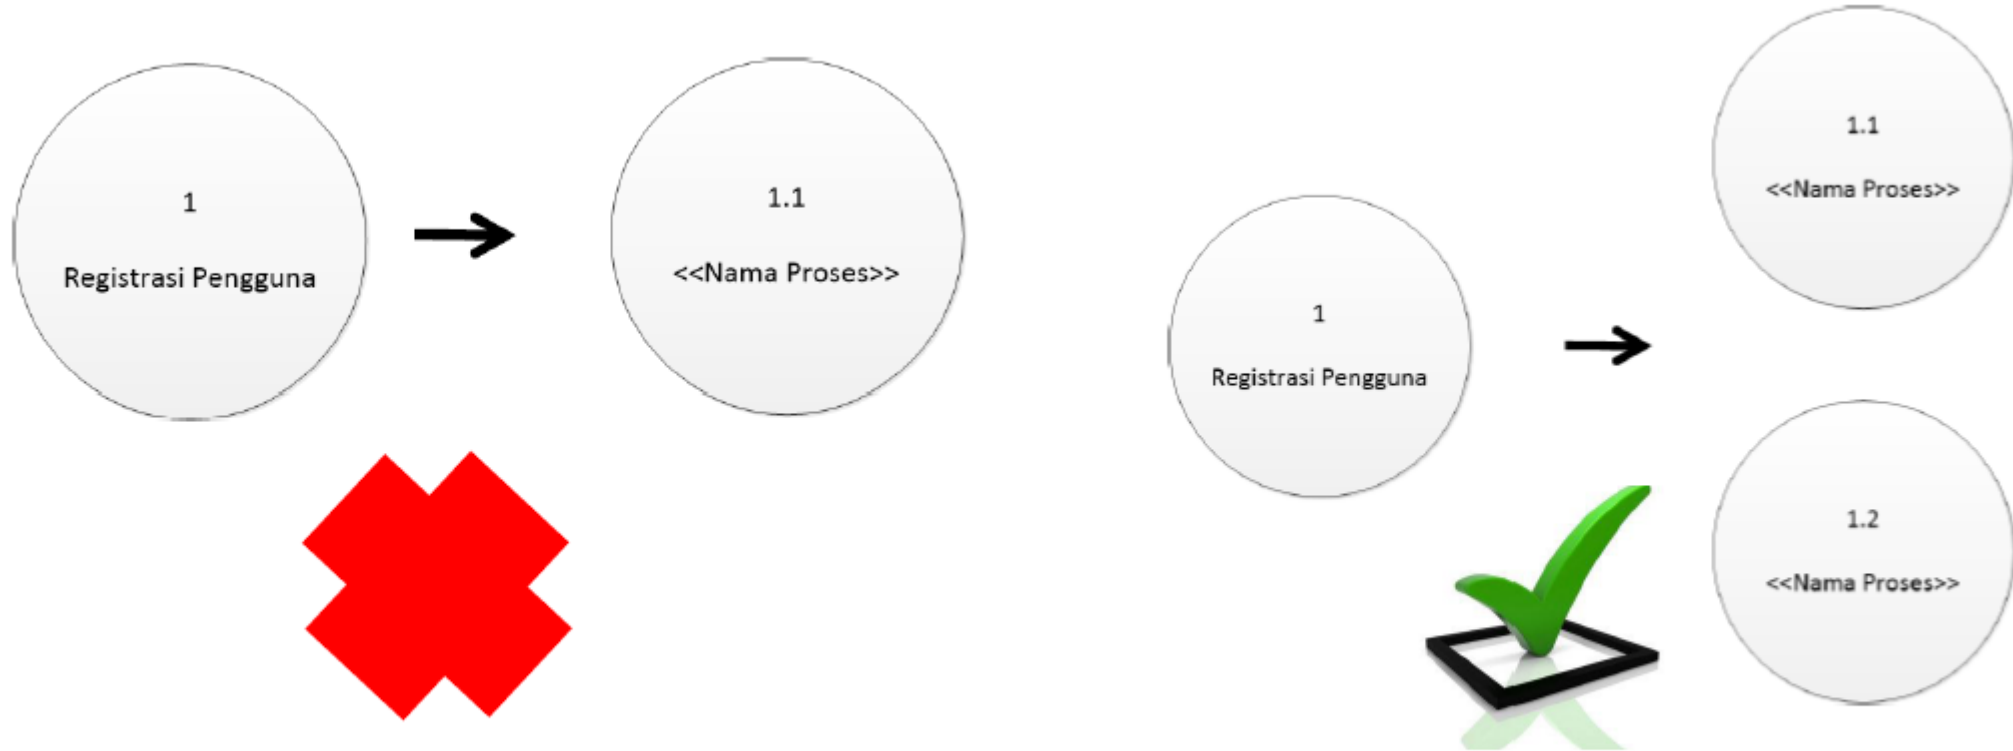 1
Registrasi Pengguna
1.1
<<Nama Proses>>
1
Registrasi Pengguna
1.1
<<Nama Proses>>
1.2
<<Nama Proses>>